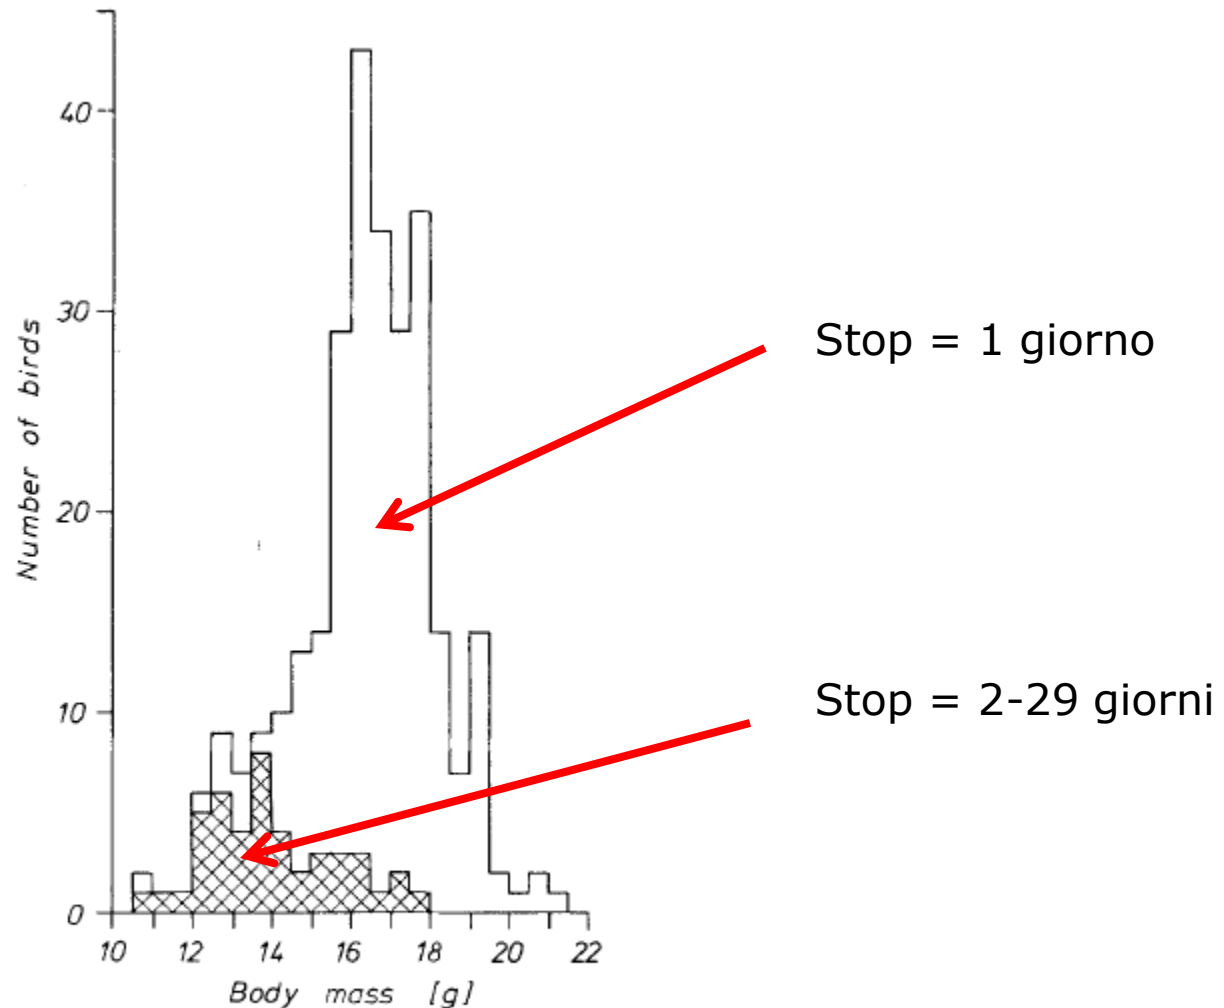 40
30
20
10
0
Number of birds
10 12 14 16 18 20 22
Body mass [g]
Stop = 1 giorno
Stop = 2-29 giorni